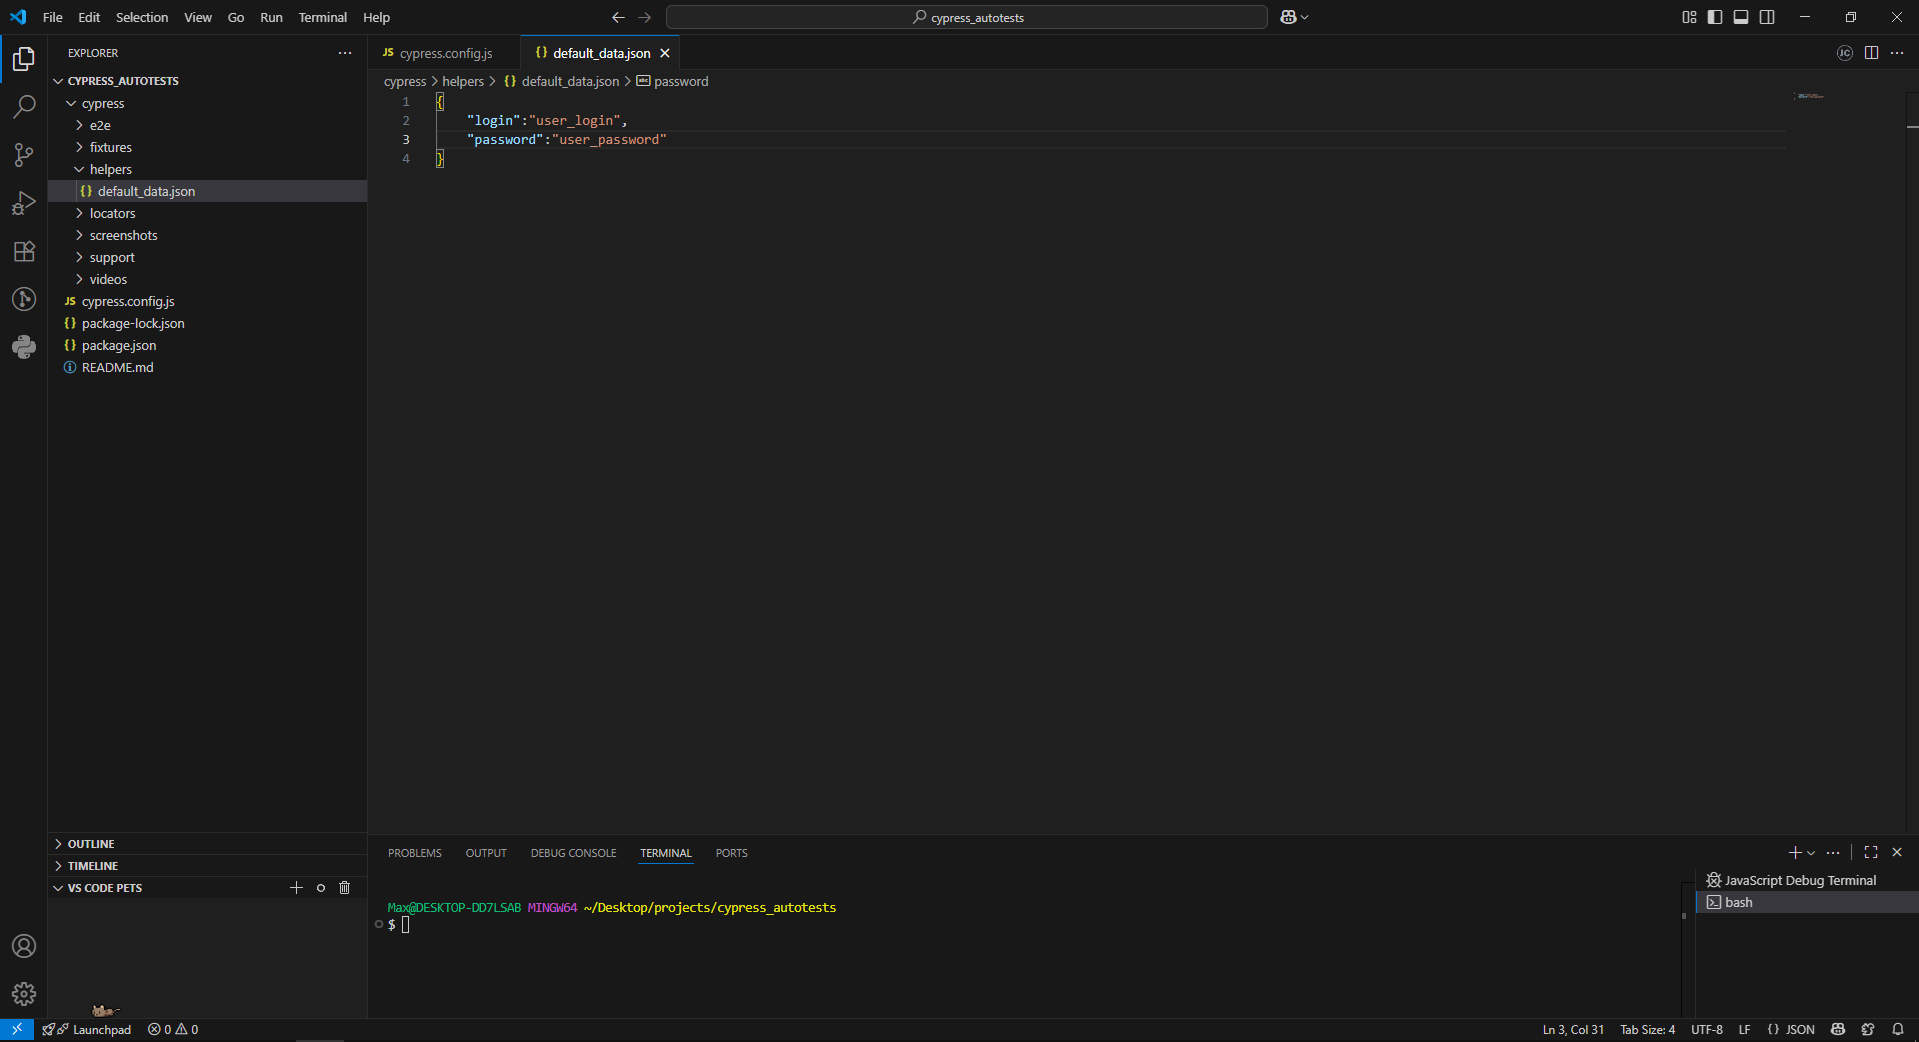 File Edit Selection View Go Run Terminal Help
cypress_autotests
EXPLORER
CYPRESS_AUTOTESTS
cypress
e2e
fixtures
helpers
{} default_data.json
locators
screenshots
support
videos
JS cypress.config.js
{} package-lock.json
{} package.json
README.md
OUTLINE
TIMELINE
VS CODE PETS
JS cypress.config.js
{} default_data.json
JC
cypress > helpers > {} default_data.json > abc password
1 {
2 "login":"user_login",
3 "password":"user_password"
4 }
PROBLEMS OUTPUT DEBUG CONSOLE TERMINAL PORTS
Max@DESKTOP-DD7LSAB MINGW64 ~/Desktop/projects/cypress_autotests
$
JavaScript Debug Terminal
bash
Launchpad 0 0
Ln 3, Col 31 Tab Size: 4 UTF-8 LF {} JSON